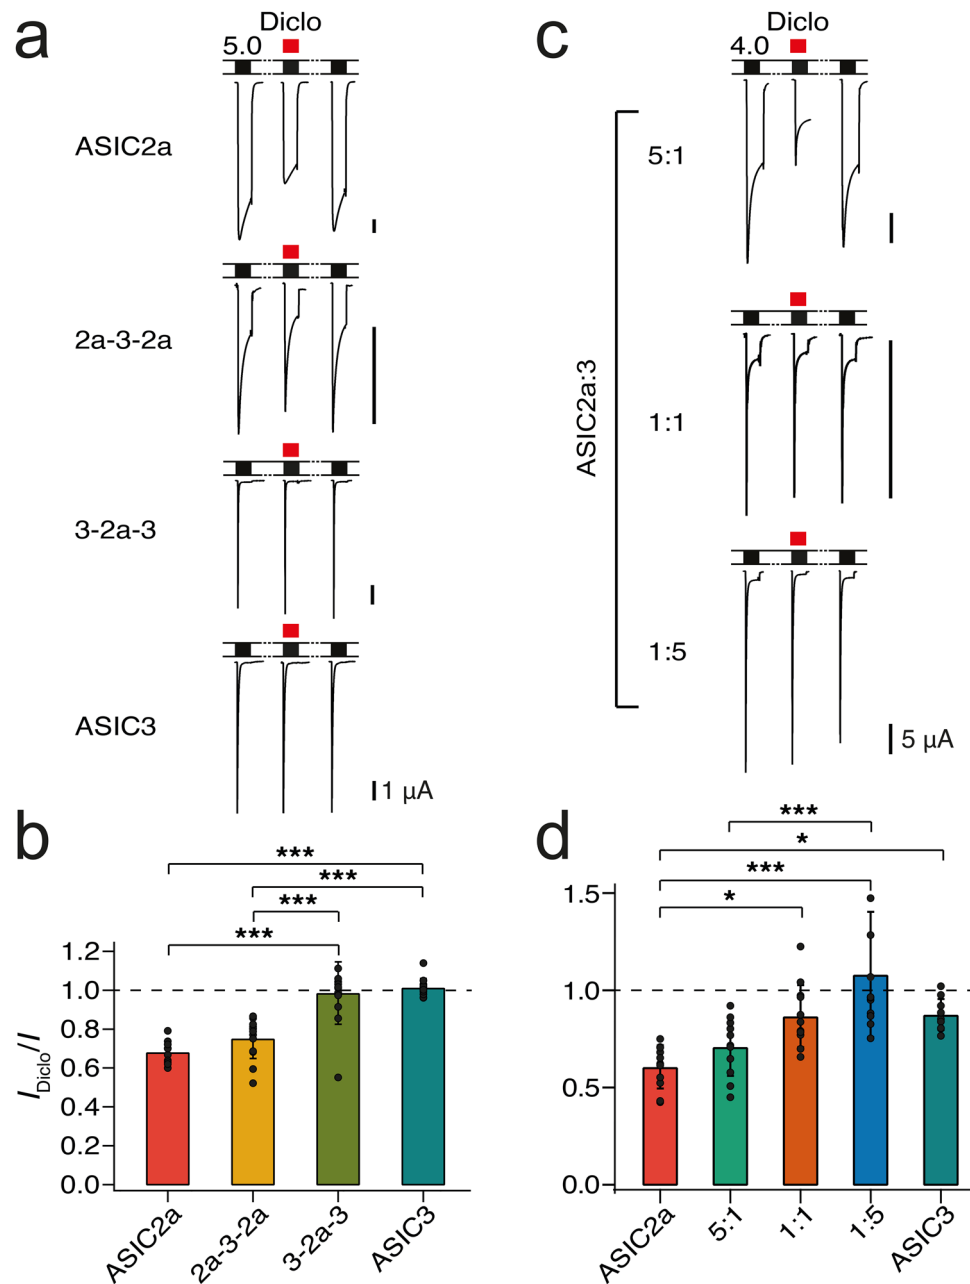 a
Diclo
5.0
ASIC2a
2a-3-2a
3-2a-3
ASIC3
1 µA
c
Diclo
4.0
ASIC2a:3
5:1
1:1
1:5
5 µA
b
***
***
***
***
I Diclo/I
1.2
1.0
0.8
0.6
0.4
0.2
0.0
ASIC2a
2a-3-2a
3-2a-3
ASIC3
d
***
*
***
*
1.5
1.0
0.5
0.0
ASIC2a
5:1
1:1
1:5
ASIC3